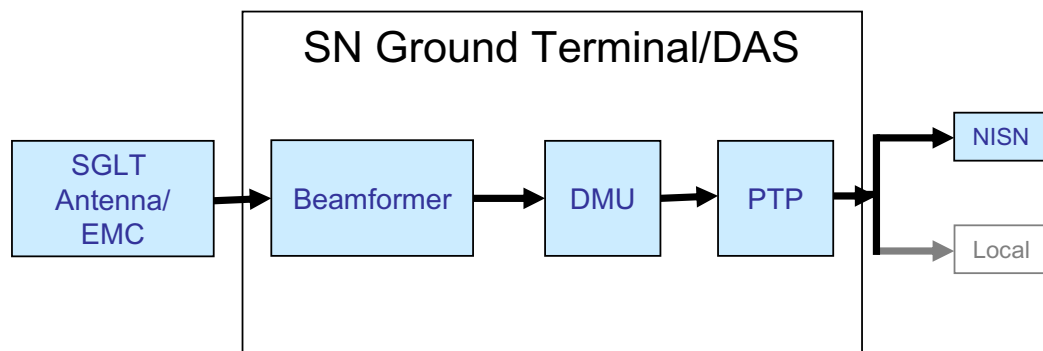 SN Ground Terminal/DAS
SGLT
Antenna/
EMC
Beamformer
DMU
PTP
NISN
Local